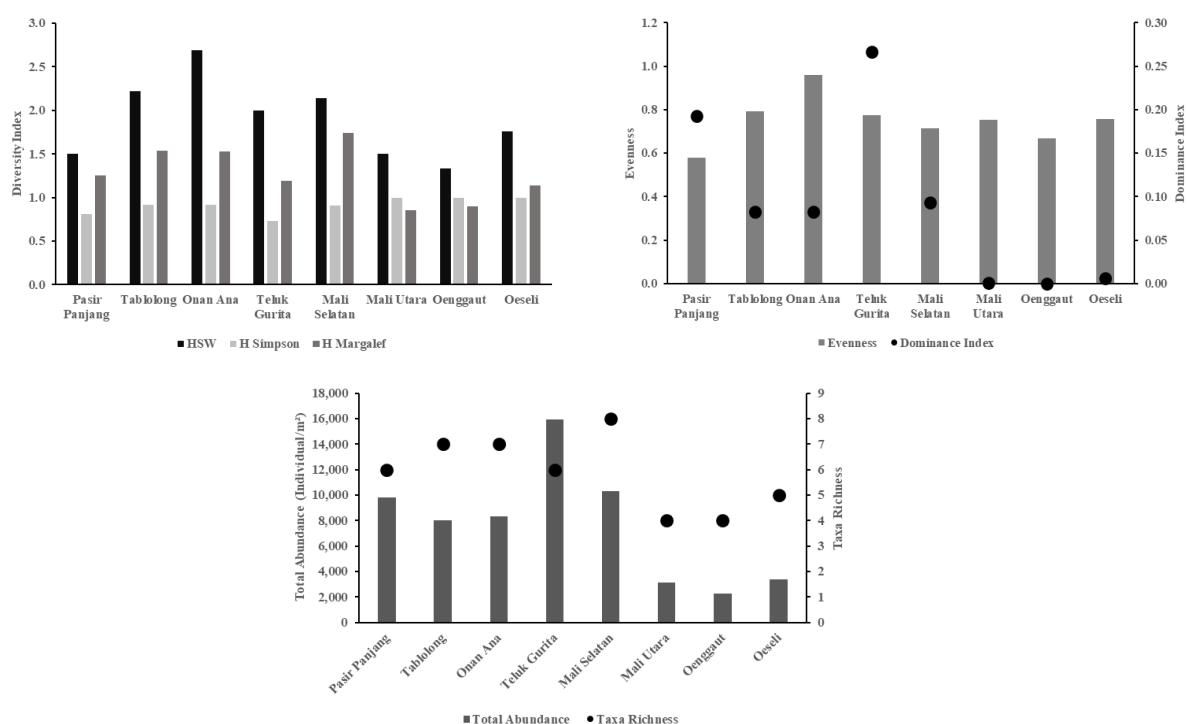 3.0
2.5
2.0
1.5
1.0
0.5
0.0
Diversity Index
Pasir
Panjang
Tablolong
Onan Ana
Teluk
Gurita
Mali
Selatan
Mali Utara
Oenggaut
Oeseli
HSW
H Simpson
H Margalef
1.2
1.0
0.8
0.6
0.4
0.2
0.0
Evenness
0.30
0.25
0.20
0.15
0.10
0.05
0.00
Dominance Index
Pasir
Panjang
Tablolong
Onan Ana
Teluk
Gurita
Mali
Selatan
Mali
Utara
Oenggaut
Oeseli
Evenness
Dominance Index
18,000
16,000
14,000
12,000
10,000
8,000
6,000
4,000
2,000
0
Total Abundance (Individual/m²)
9
8
7
6
5
4
3
2
1
0
Taxa Richness
Pasir Panjang
Tablolong
Onan Ana
Teluk Gurita
Mali Selatan
Mali Utara
Oenggaut
Oeseli
Total Abundance
Taxa Richness